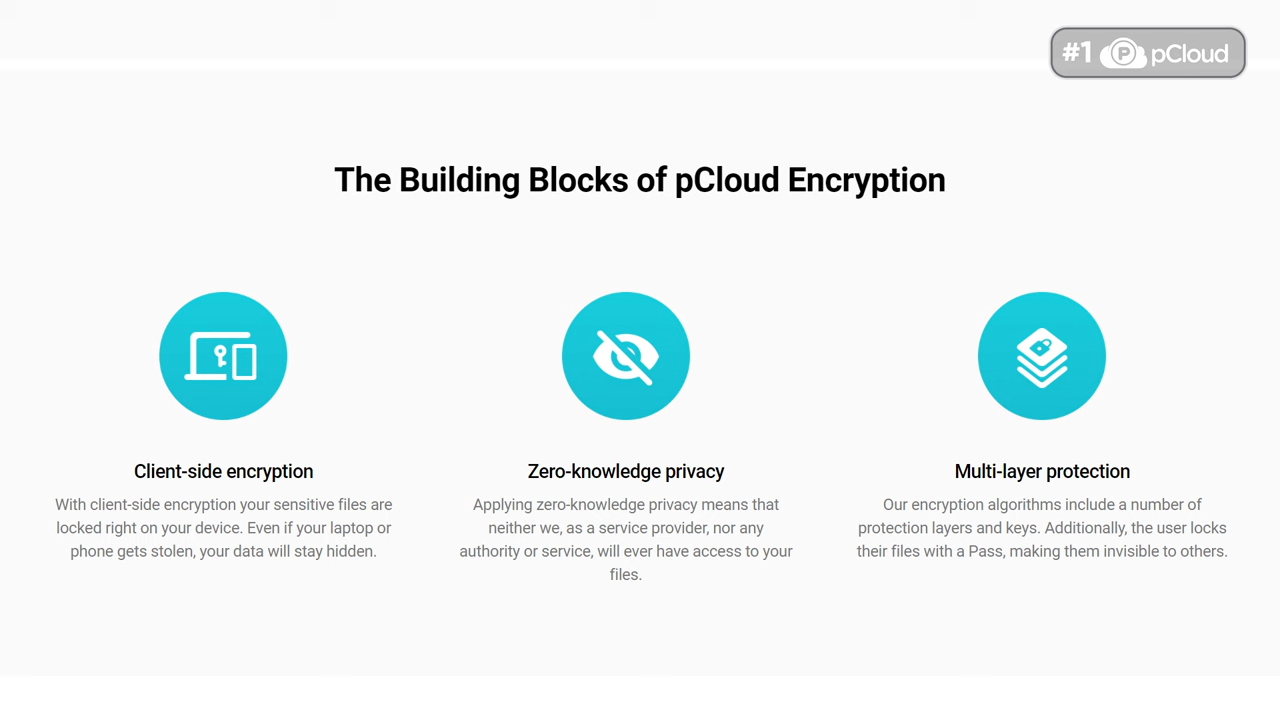 #1 pCloud
The Building Blocks of pCloud Encryption
Client-side encryption
With client-side encryption your sensitive files are
locked right on your device. Even if your laptop or
phone gets stolen, your data will stay hidden.
Zero-knowledge privacy
Applying zero-knowledge privacy means that
neither we, as a service provider, nor any
authority or service, will ever have access to your
files.
Multi-layer protection
Our encryption algorithms include a number of
protection layers and keys. Additionally, the user locks
their files with a Pass, making them invisible to others.